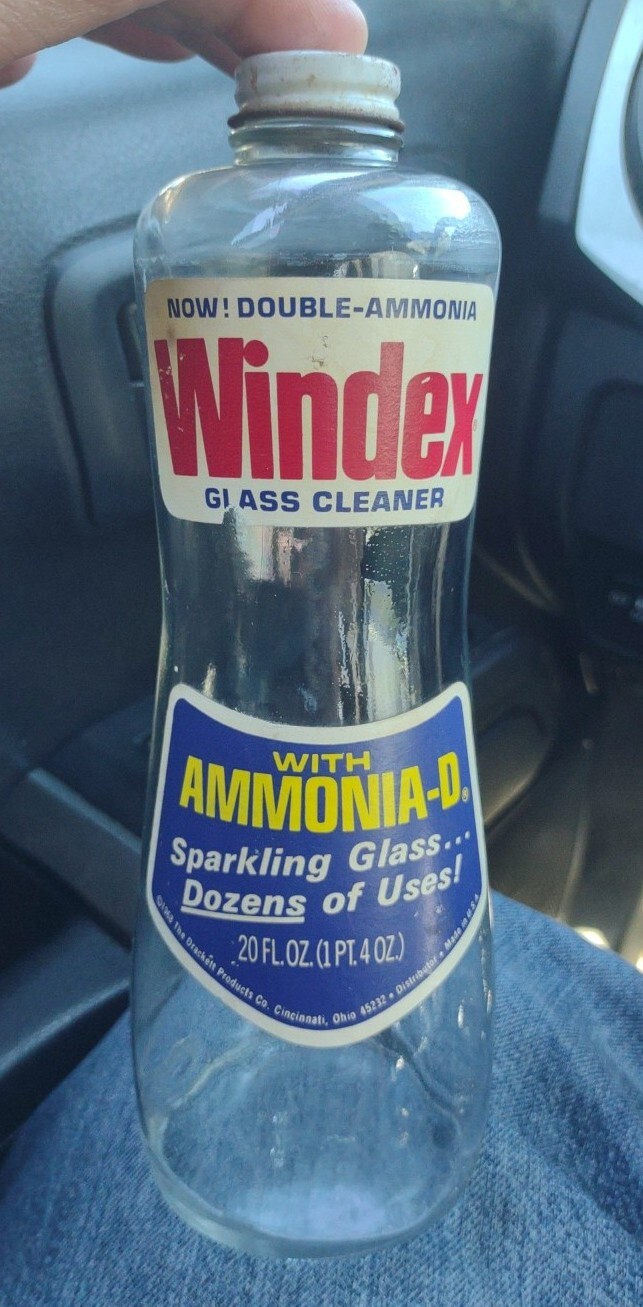 NOW! DOUBLE-AMMONIA
Windex
GLASS CLEANER
WITH
AMMONIA-D®
Sparkling Glass...
Dozens of Uses!
20 FL. OZ. (1 PT. 4 OZ.)
©1968 The Drackett Products Co. Cincinnati, Ohio 45232 • Distributor • Made in U.S.A.